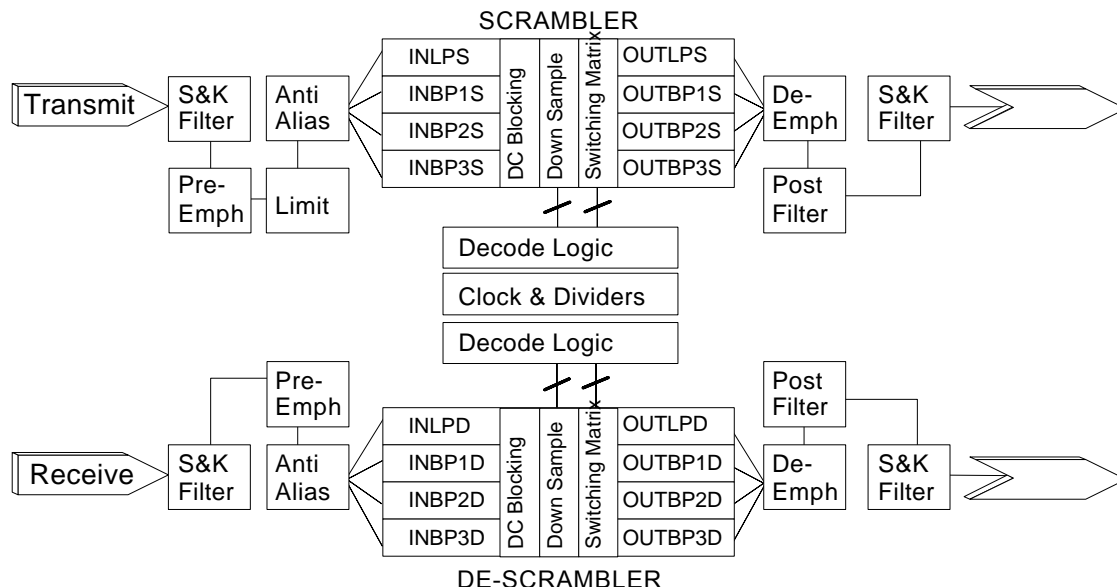 SCRAMBLER
Transmit
S&K
Filter
Pre-
Emph
Anti
Alias
Limit
INLPS
INBP1S
INBP2S
INBP3S
DC Blocking
Down Sample
Switching Matrix
OUTLPS
OUTBP1S
OUTBP2S
OUTBP3S
De-
Emph
Post
Filter
S&K
Filter
Decode Logic
Clock & Dividers
Decode Logic
Receive
S&K
Filter
Pre-
Emph
Anti
Alias
INLPD
INBP1D
INBP2D
INBP3D
DC Blocking
Down Sample
Switching Matrix
OUTLPD
OUTBP1D
OUTBP2D
OUTBP3D
Post
Filter
De-
Emph
S&K
Filter
DE-SCRAMBLER